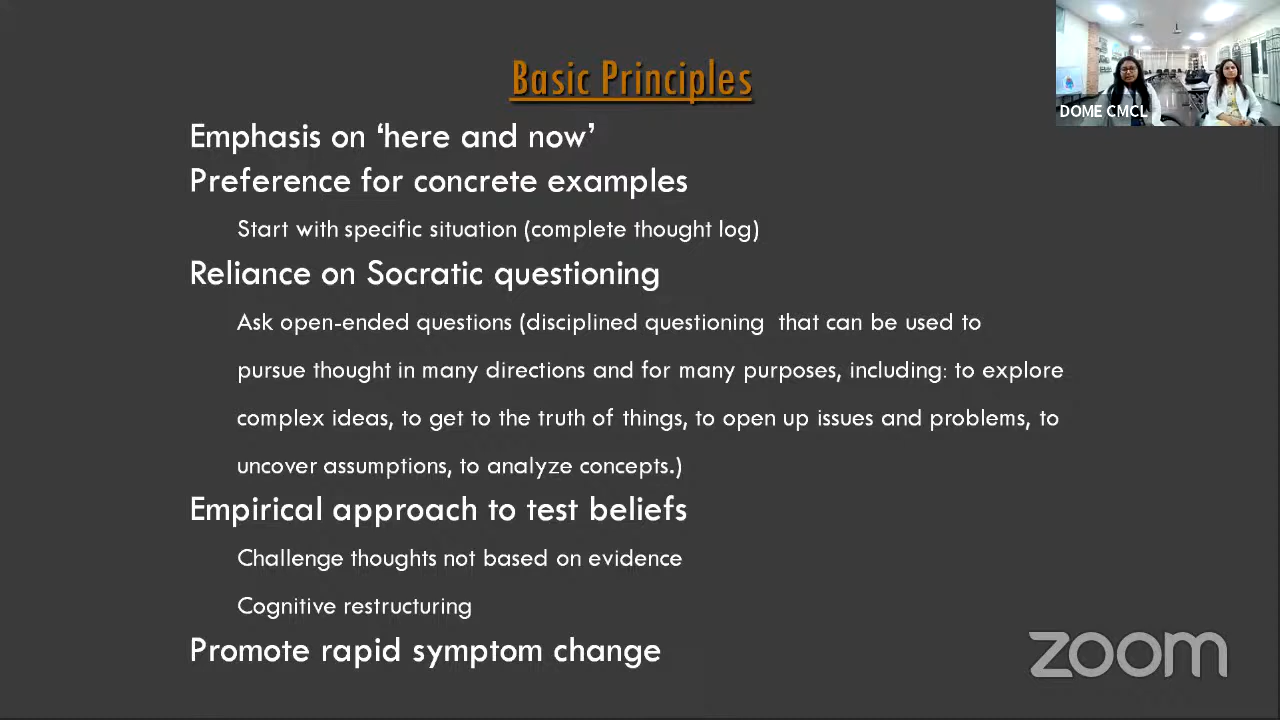 Basic Principles
DOME CMCL
Emphasis on ‘here and now’
Preference for concrete examples
Start with specific situation (complete thought log)
Reliance on Socratic questioning
Ask open-ended questions (disciplined questioning that can be used to
pursue thought in many directions and for many purposes, including: to explore
complex ideas, to get to the truth of things, to open up issues and problems, to
uncover assumptions, to analyze concepts.)
Empirical approach to test beliefs
Challenge thoughts not based on evidence
Cognitive restructuring
Promote rapid symptom change
zoom